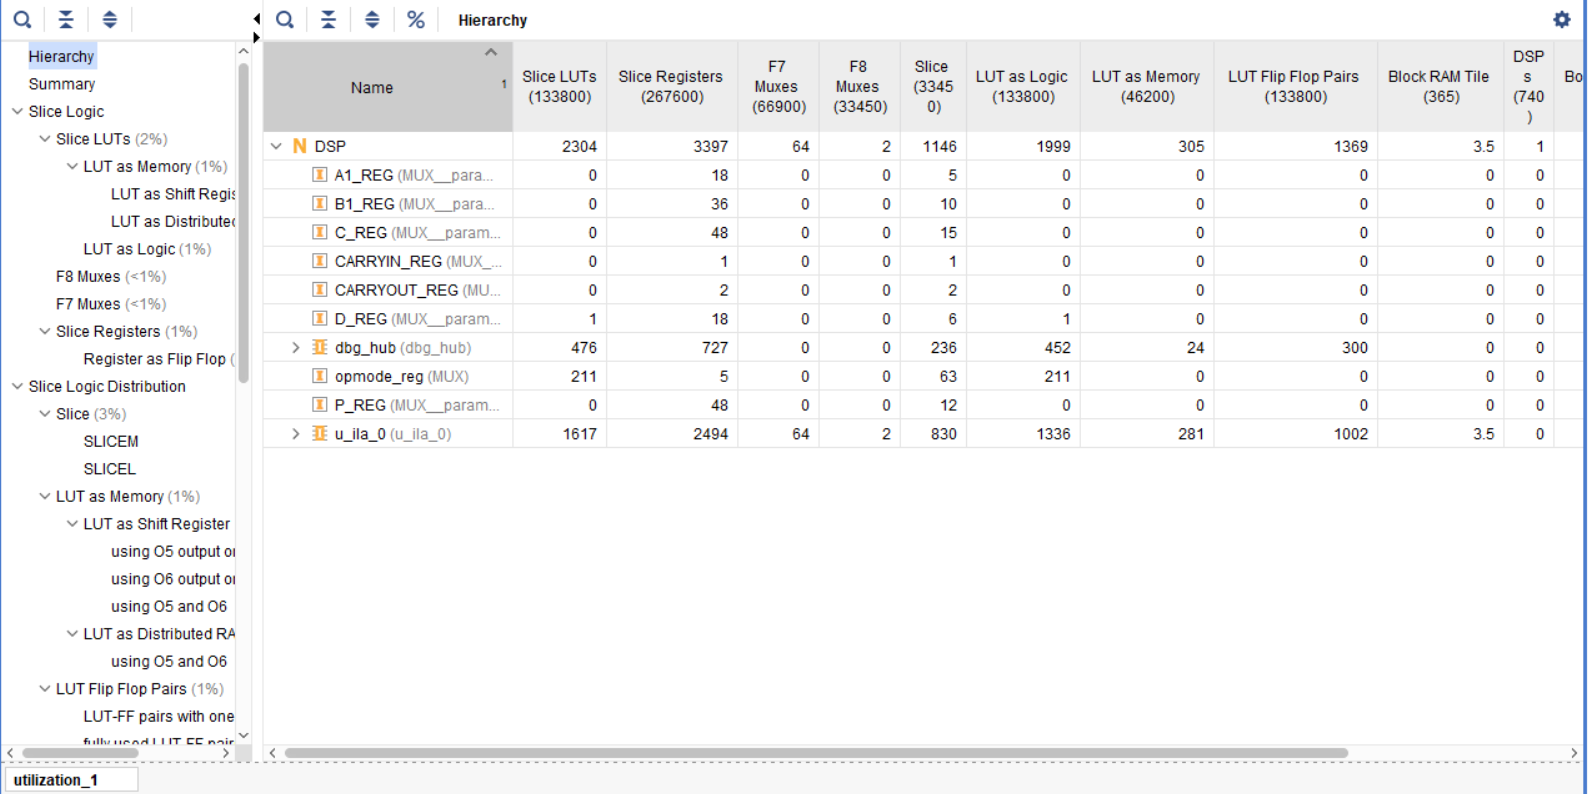 Hierarchy
Summary
Slice Logic
Slice LUTs (2%)
LUT as Memory (1%)
LUT as Shift Regis
LUT as Distributed
LUT as Logic (1%)
F8 Muxes (<1%)
F7 Muxes (<1%)
Slice Registers (1%)
Register as Flip Flop (
Slice Logic Distribution
Slice (3%)
SLICEM
SLICEL
LUT as Memory (1%)
LUT as Shift Register
using O5 output or
using O6 output or
using O5 and O6
LUT as Distributed RA
using O5 and O6
LUT Flip Flop Pairs (1%)
LUT-FF pairs with one
fully used LUT-FF pair
Hierarchy
Name 1 Slice LUTs (133800) Slice Registers (267600) F7 Muxes (66900) F8 Muxes (33450) Slice (33450) LUT as Logic (133800) LUT as Memory (46200) LUT Flip Flop Pairs (133800) Block RAM Tile (365) DSPs (740) Bo
N DSP 2304 3397 64 2 1146 1999 305 1369 3.5 1
A1_REG (MUX__para... 0 18 0 0 5 0 0 0 0 0
B1_REG (MUX__para... 0 36 0 0 10 0 0 0 0 0
C_REG (MUX__param... 0 48 0 0 15 0 0 0 0 0
CARRYIN_REG (MUX_... 0 1 0 0 1 0 0 0 0 0
CARRYOUT_REG (MU... 0 2 0 0 2 0 0 0 0 0
D_REG (MUX__param... 1 18 0 0 6 1 0 0 0 0
dbg_hub (dbg_hub) 476 727 0 0 236 452 24 300 0 0
opmode_reg (MUX) 211 5 0 0 63 211 0 0 0 0
P_REG (MUX__param... 0 48 0 0 12 0 0 0 0 0
u_ila_0 (u_ila_0) 1617 2494 64 2 830 1336 281 1002 3.5 0
utilization_1